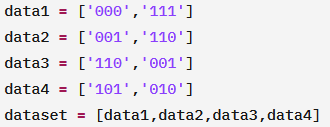 data1 = ['000','111']
data2 = ['001','110']
data3 = ['110','001']
data4 = ['101','010']
dataset = [data1,data2,data3,data4]